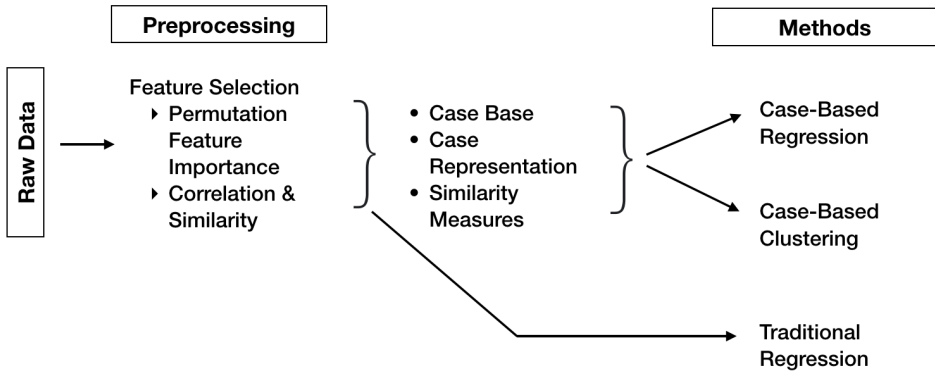 Preprocessing
Methods
Raw Data
Feature Selection
Permutation
Feature
Importance
Correlation &
Similarity
Case Base
Case
Representation
Similarity
Measures
Case-Based
Regression
Case-Based
Clustering
Traditional
Regression